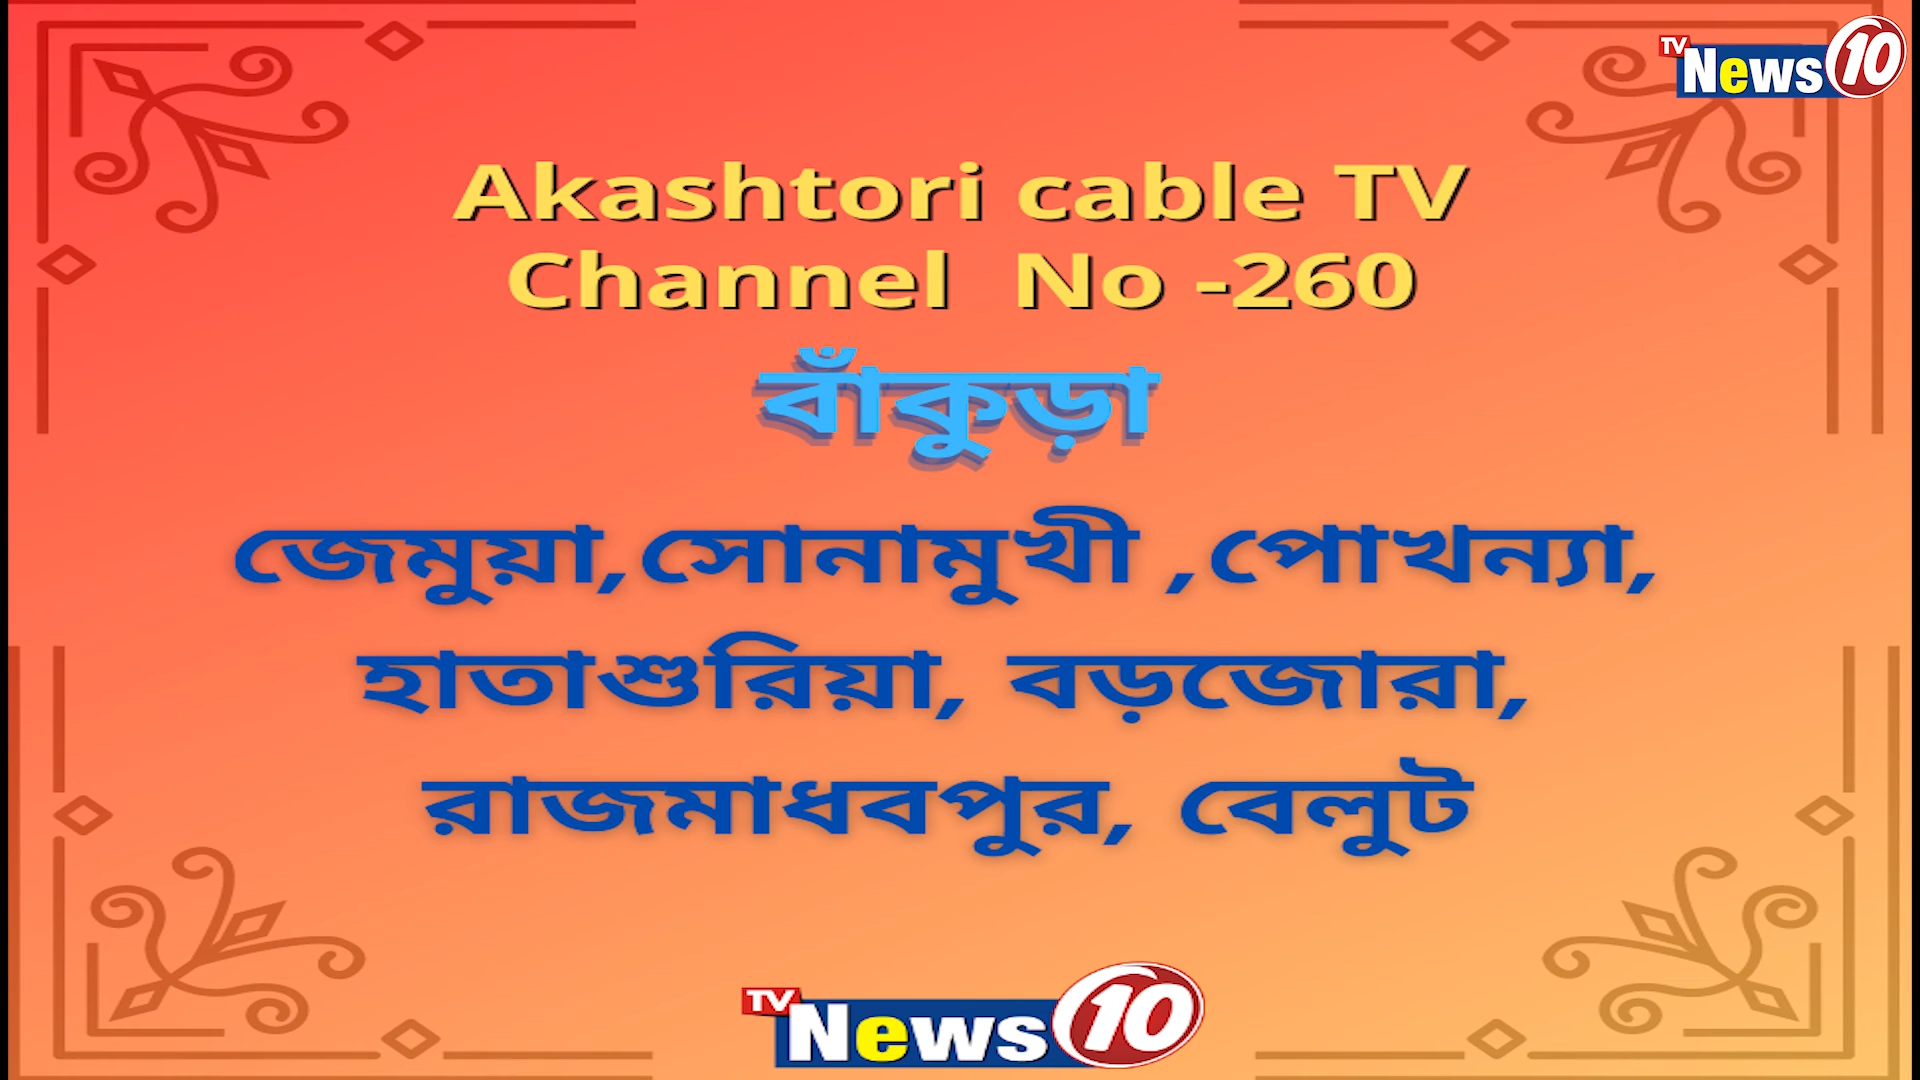 TV News 10
Akashtori cable TV
Channel No -260
বাঁকুড়া
জেমুয়া,সোনামুখী ,পোখন্যা,
হাতাশুরিয়া, বড়জোরা,
রাজমাধবপুর, বেলুট
TV News 10